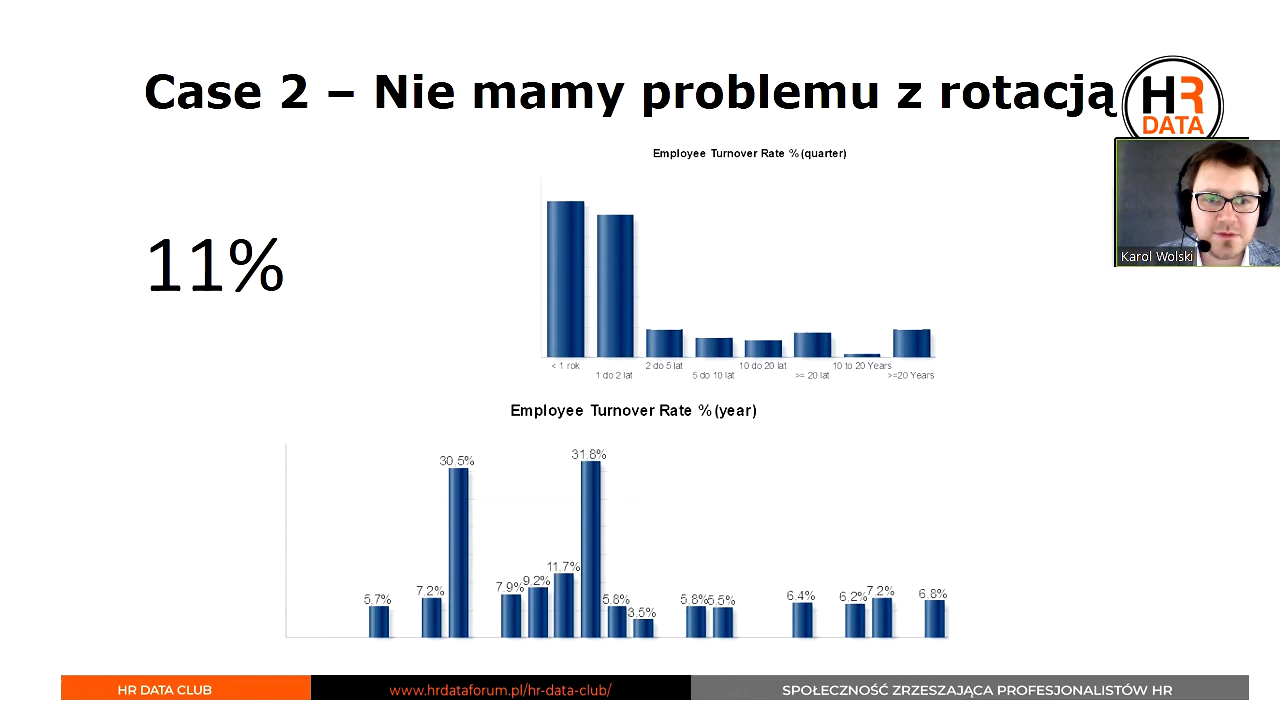 Case 2 – Nie mamy problemu z rotacją
HR
DATA
Employee Turnover Rate % (quarter)
11%
Karol Wolski
< 1 rok
1 do 2 lat
2 do 5 lat
5 do 10 lat
10 do 20 lat
>= 20 lat
10 to 20 Years
>=20 Years
Employee Turnover Rate % (year)
5.7%
7.2%
30.5%
7.9%
9.2%
11.7%
31.8%
5.8%
3.5%
5.8%
5.5%
6.4%
6.2%
7.2%
6.8%
HR DATA CLUB
www.hrdataforum.pl/hr-data-club/
SPOŁECZNOŚĆ ZRZESZAJĄCA PROFESJONALISTÓW HR